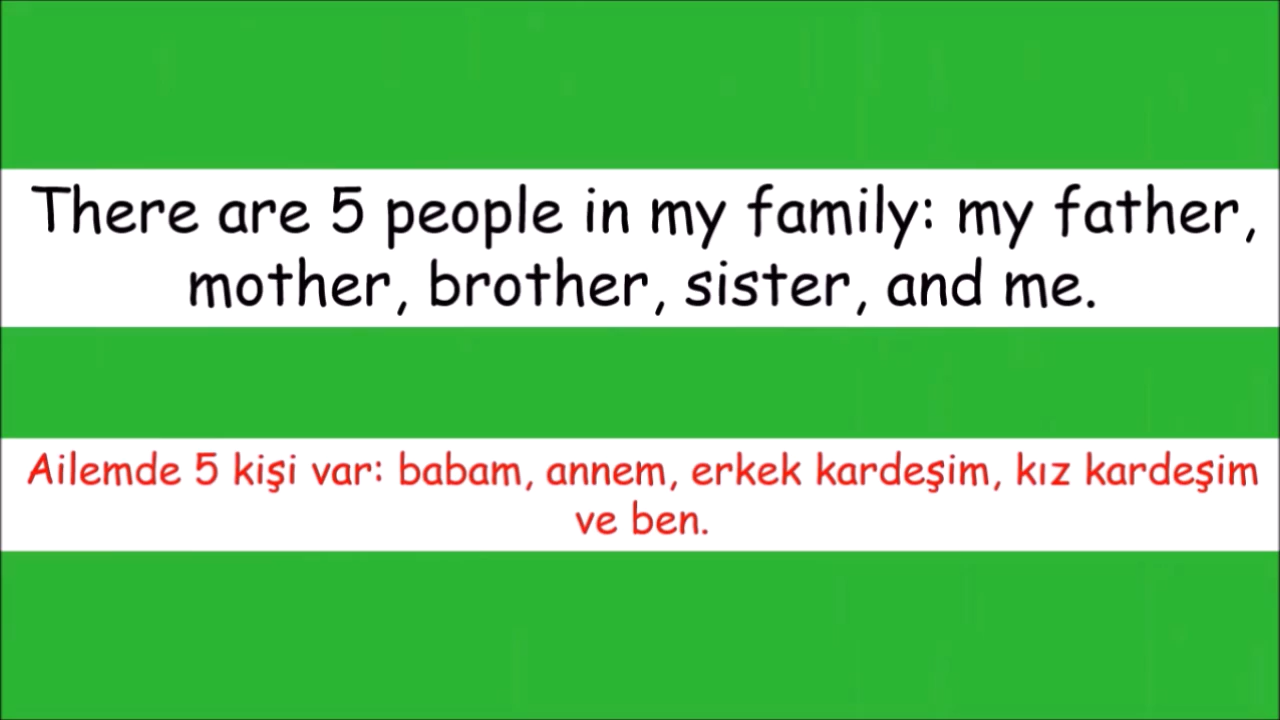 There are 5 people in my family: my father,
mother, brother, sister, and me.
Ailemde 5 kişi var: babam, annem, erkek kardeşim, kız kardeşim
ve ben.